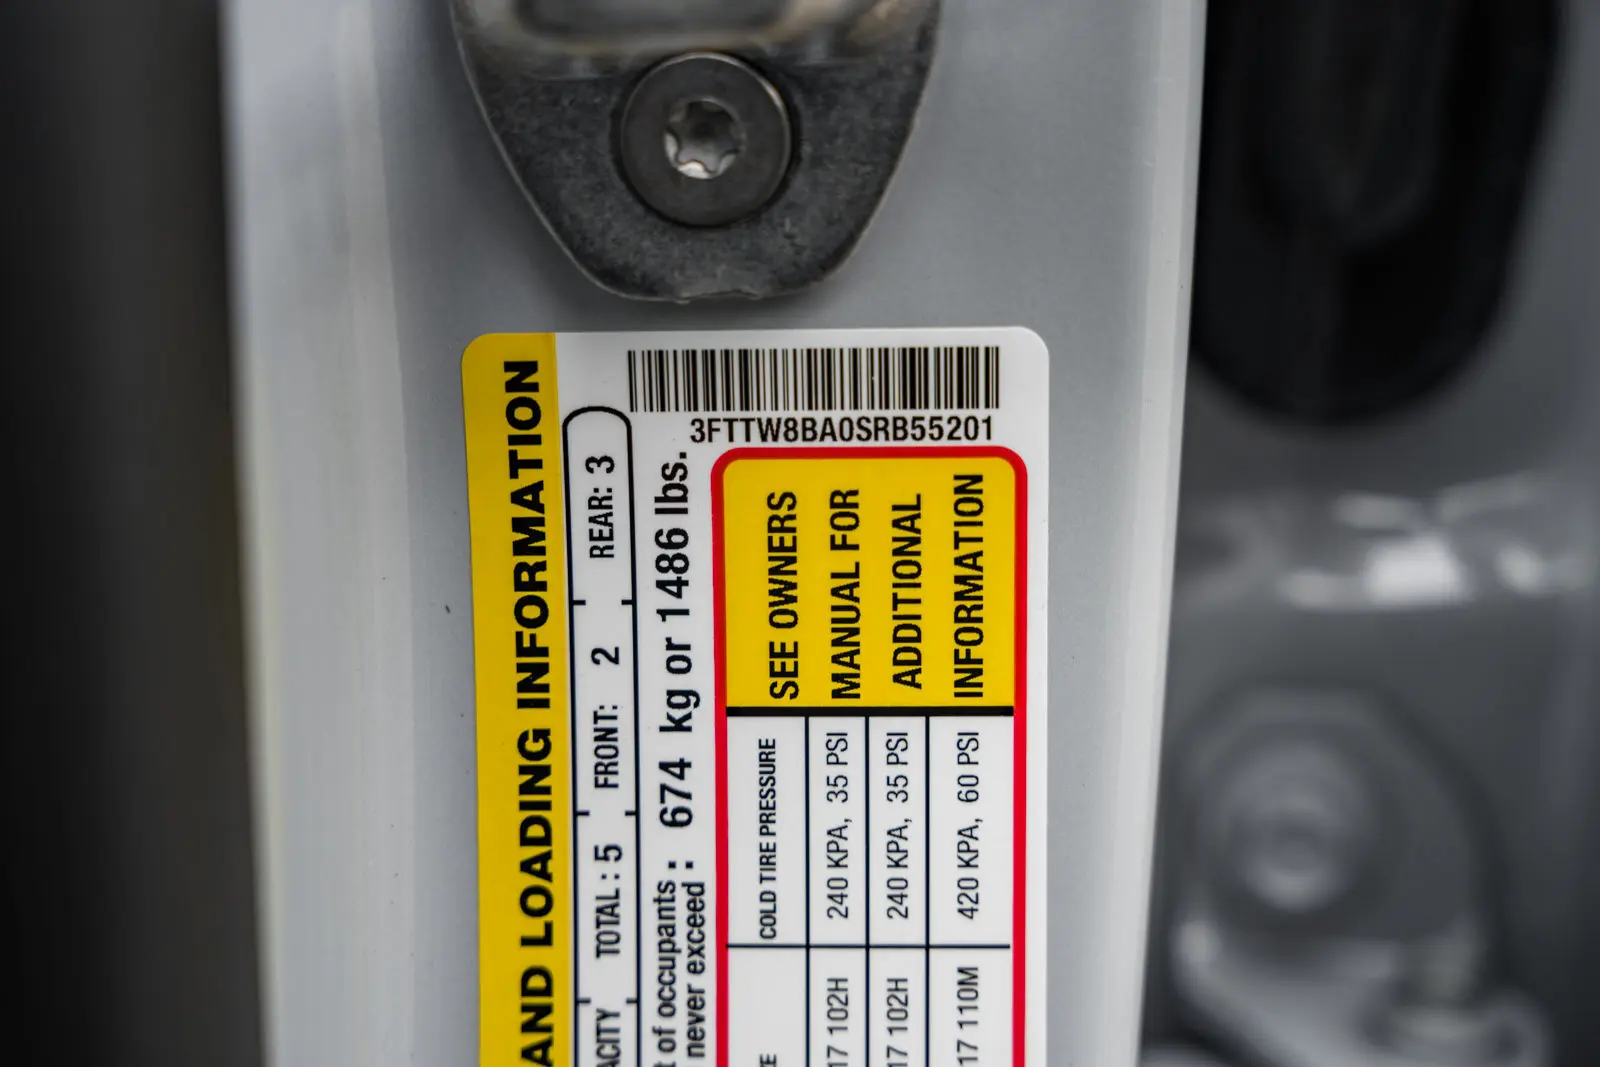 3FTTW8BA0SRB55201
AND LOADING INFORMATION
TOTAL : 5 FRONT: 2 REAR: 3
of occupants :
never exceed : 674 kg or 1486 lbs.
COLD TIRE PRESSURE
17 102H 240 KPA, 35 PSI
17 102H 240 KPA, 35 PSI
17 110M 420 KPA, 60 PSI
SEE OWNERS
MANUAL FOR
ADDITIONAL
INFORMATION